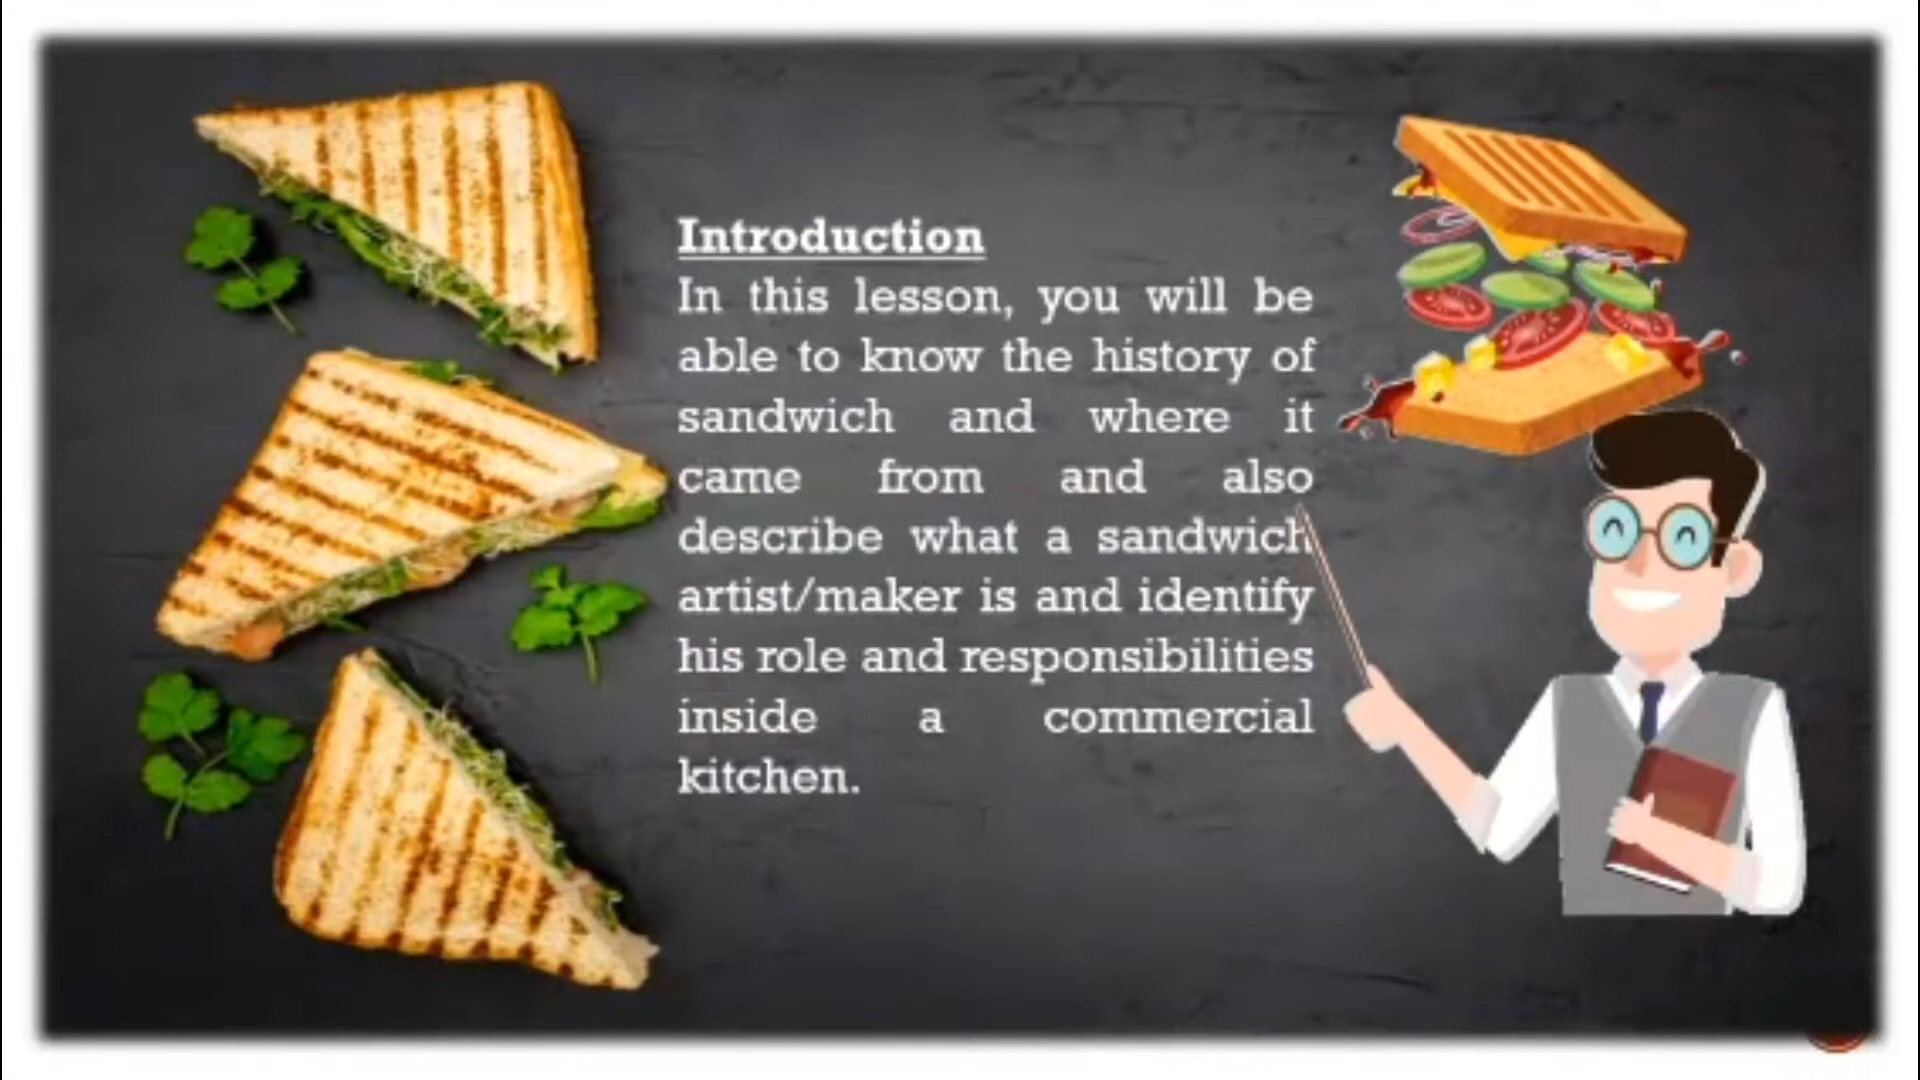 Introduction
In this lesson, you will be
able to know the history of
sandwich and where it
came from and also
describe what a sandwich
artist/maker is and identify
his role and responsibilities
inside a commercial
kitchen.